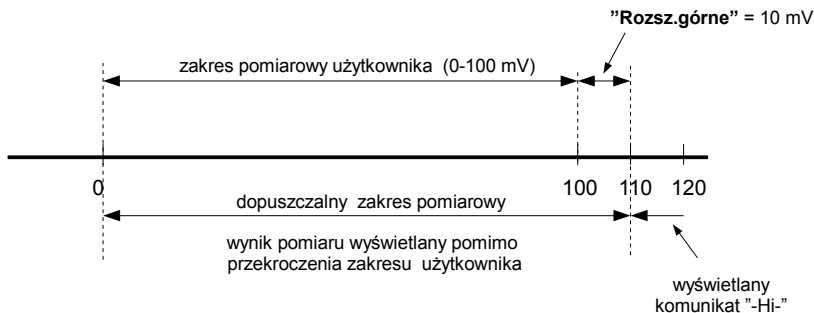 ”Rozsz.górne” = 10 mV
zakres pomiarowy użytkownika (0-100 mV)
0
100
110
120
dopuszczalny zakres pomiarowy
wynik pomiaru wyświetlany pomimo
przekroczenia zakresu użytkownika
wyświetlany
komunikat ”-Hi-”